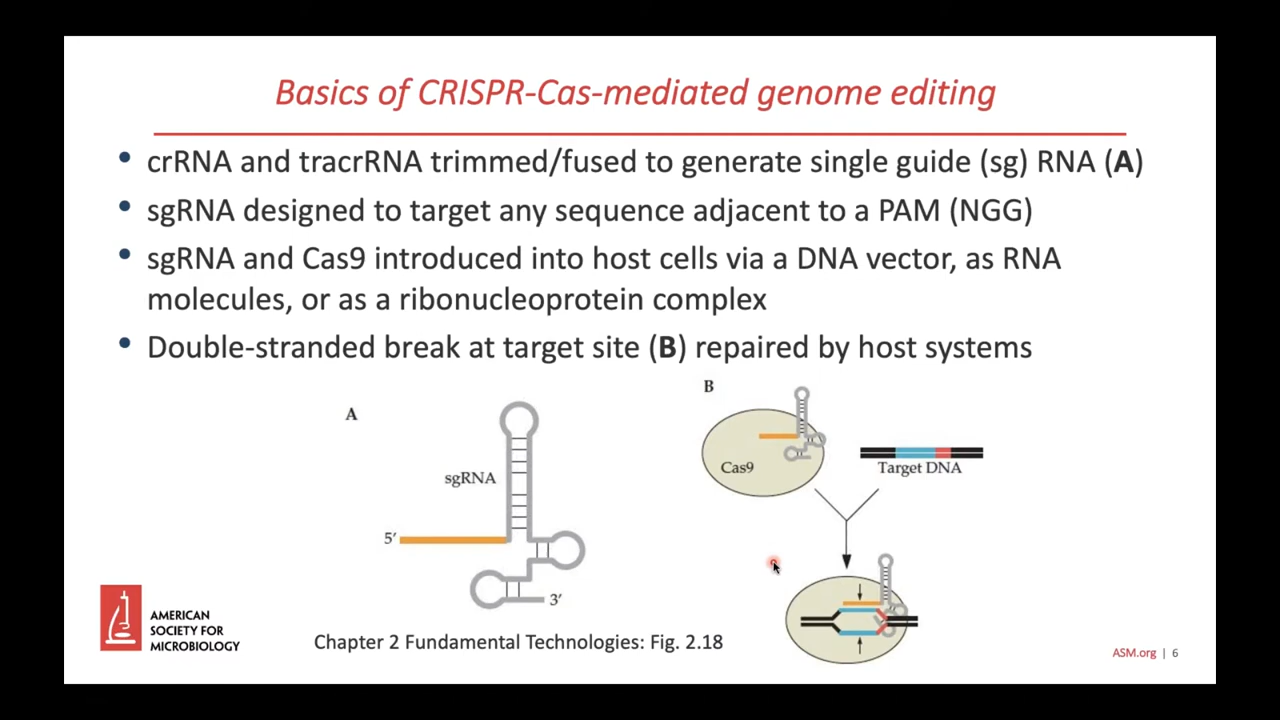 Basics of CRISPR-Cas-mediated genome editing
• crRNA and tracrRNA trimmed/fused to generate single guide (sg) RNA (A)
• sgRNA designed to target any sequence adjacent to a PAM (NGG)
• sgRNA and Cas9 introduced into host cells via a DNA vector, as RNA
molecules, or as a ribonucleoprotein complex
• Double-stranded break at target site (B) repaired by host systems
A
sgRNA
5′
3′
B
Cas9
Target DNA
AMERICAN
SOCIETY FOR
MICROBIOLOGY
Chapter 2 Fundamental Technologies: Fig. 2.18
ASM.org | 6